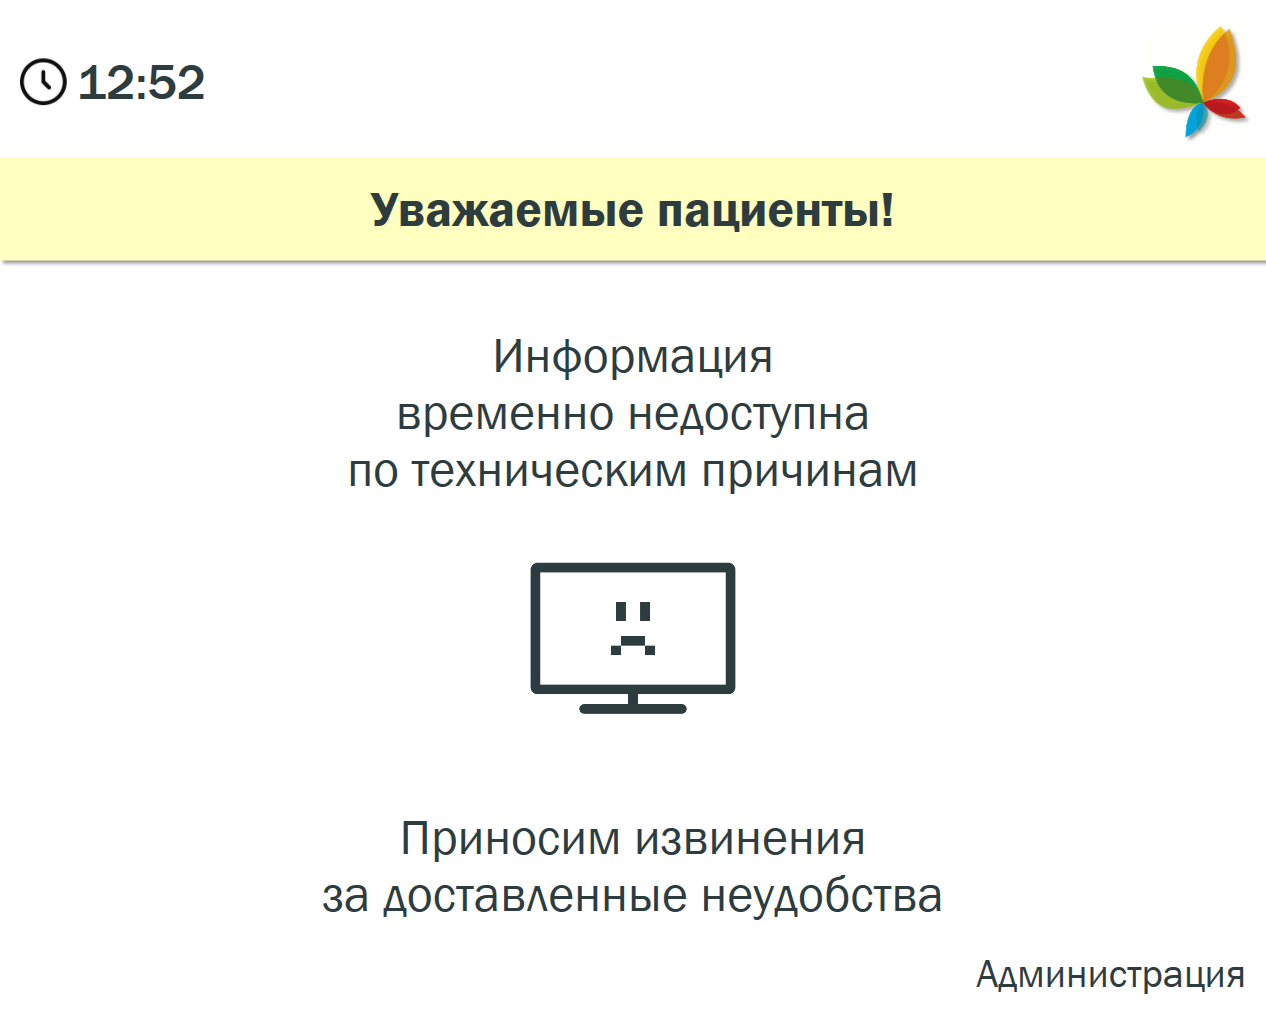 12:52
Уважаемые пациенты!
Информация
временно недоступна
по техническим причинам
Приносим извинения
за доставленные неудобства
Администрация